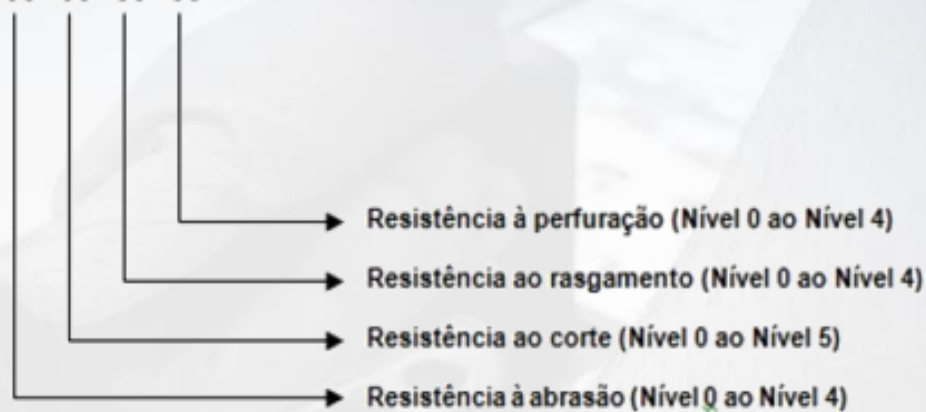 Resistência à perfuração (Nível 0 ao Nível 4)
Resistência ao rasgamento (Nível 0 ao Nível 4)
Resistência ao corte (Nível 0 ao Nível 5)
Resistência à abrasão (Nível 0 ao Nível 4)